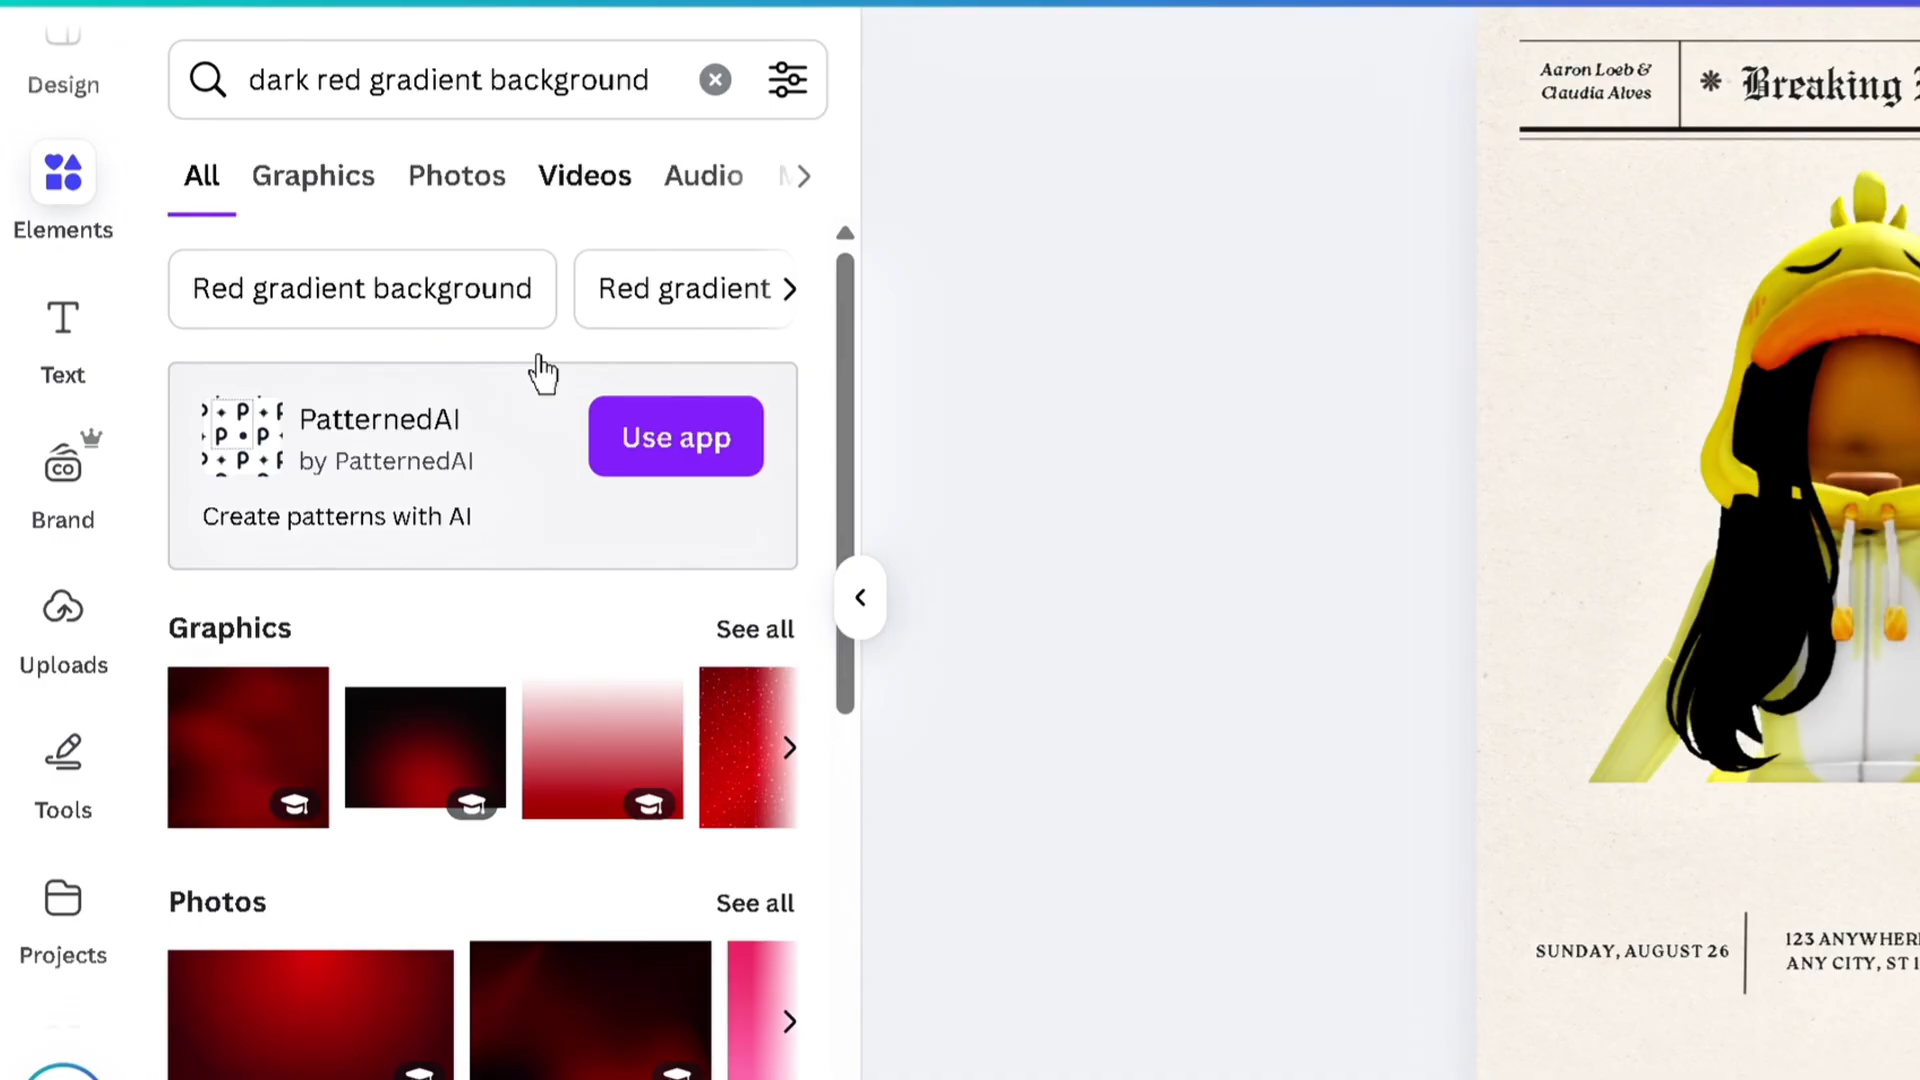 Design
Elements
Text
Brand
Uploads
Tools
Projects
dark red gradient background
All
Graphics
Photos
Videos
Audio
Red gradient background
Red gradient
PatternedAI
by PatternedAI
Use app
Create patterns with AI
Graphics
See all
Photos
See all
Aaron Loeb &
Claudia Alves
Breaking
SUNDAY, AUGUST 26
123 ANYWHERE
ANY CITY, ST